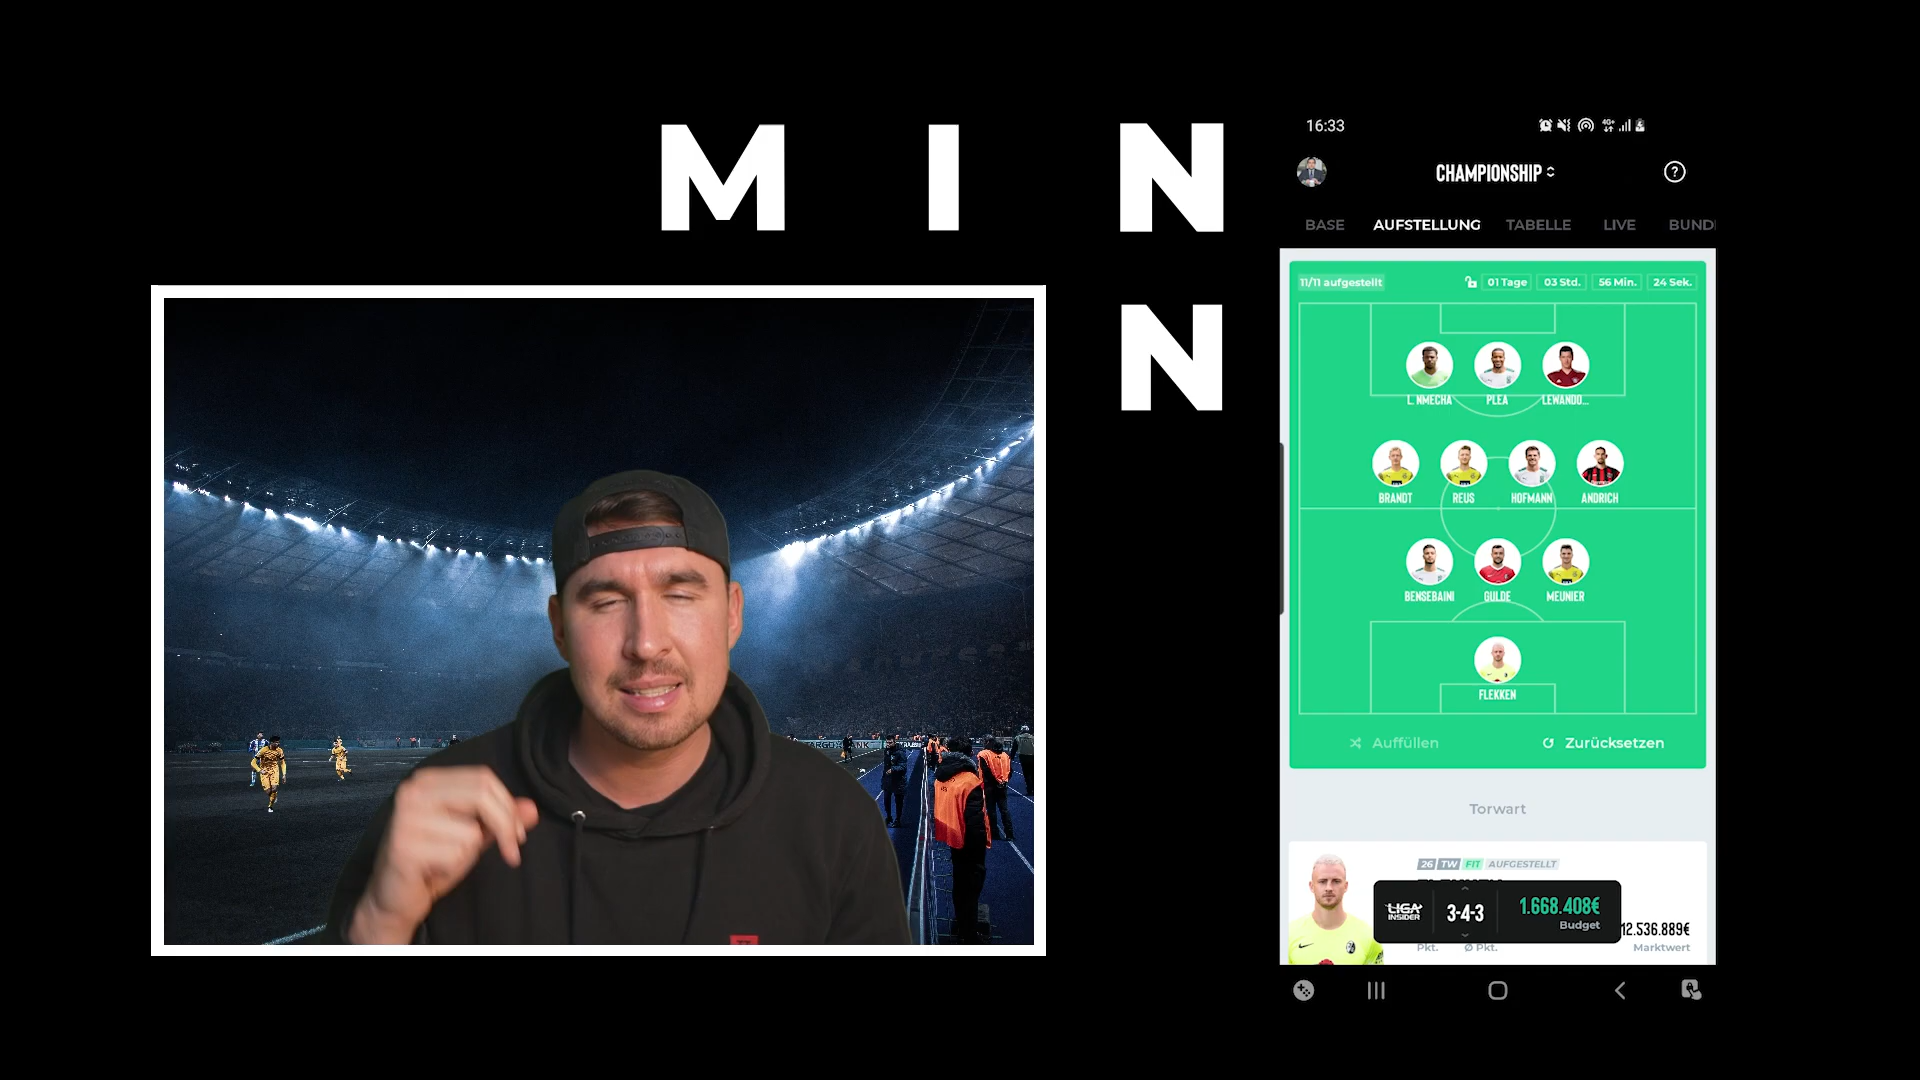 M I N
N
16:33
4G+
CHAMPIONSHIP
?
BASE AUFSTELLUNG TABELLE LIVE BUND
11/11 aufgestellt 01 Tage 03 Std. 56 Min. 24 Sek.
L. NMECHA PLEA LEWANDO...
BRANDT REUS HOFMANN ANDRICH
BENSEBAINI GULDE MEUNIER
FLEKKEN
Auffüllen Zurücksetzen
Torwart
26 TW FIT AUFGESTELLT
LIGA INSIDER 3-4-3 1.668.408€ Budget
12.536.889€
Pkt. Ø Pkt. Marktwert